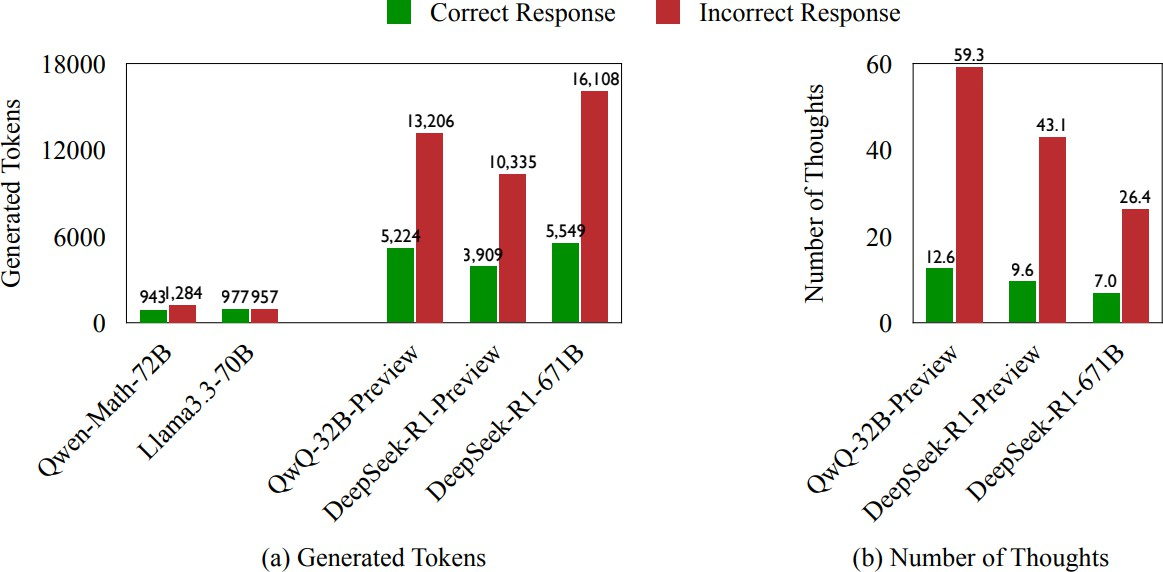 Correct Response Incorrect Response
Generated Tokens
18000
12000
6000
0
943 1,284 977 957 5,224 13,206 3,909 10,335 5,549 16,108
Qwen-Math-72B
Llama3.3-70B
QwQ-32B-Preview
DeepSeek-R1-Preview
DeepSeek-R1-671B
(a) Generated Tokens
Number of Thoughts
60
40
20
0
12.6 59.3 9.6 43.1 7.0 26.4
QwQ-32B-Preview
DeepSeek-R1-Preview
DeepSeek-R1-671B
(b) Number of Thoughts